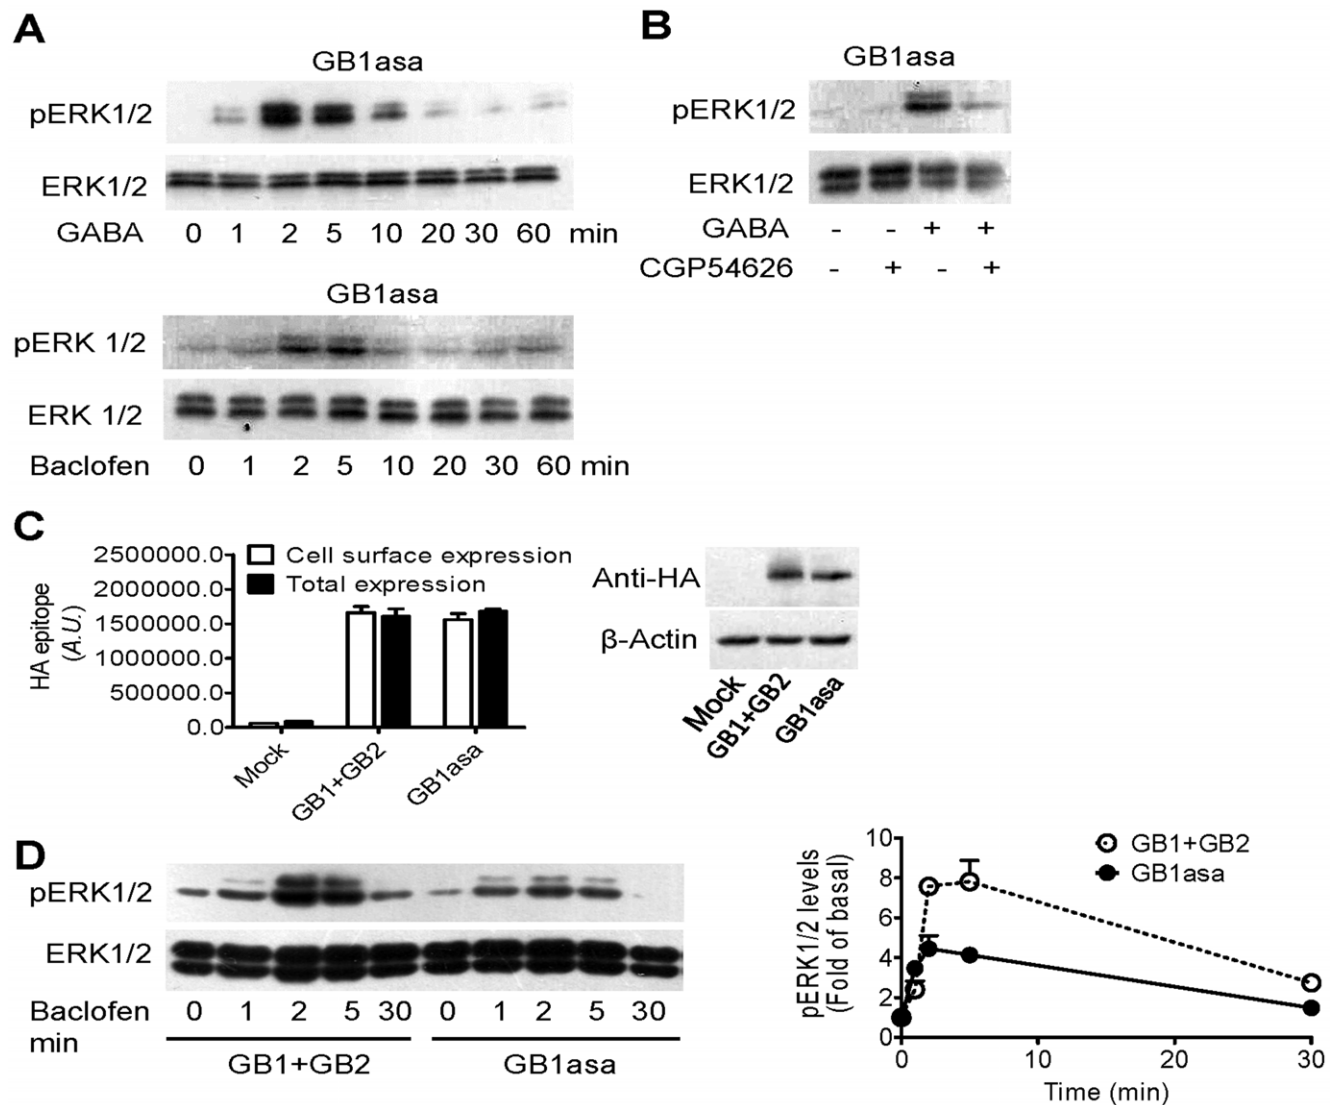 A
GB1asa
pERK1/2
ERK1/2
GABA 0 1 2 5 10 20 30 60 min
GB1asa
pERK 1/2
ERK 1/2
Baclofen 0 1 2 5 10 20 30 60 min
B
GB1asa
pERK1/2
ERK1/2
GABA - - + +
CGP54626 - + - +
C
HA epitope
(A.U.)
2500000.0
2000000.0
1500000.0
1000000.0
500000.0
0.0
Cell surface expression
Total expression
Mock
GB1+GB2
GB1asa
Anti-HA
β-Actin
Mock
GB1+GB2
GB1asa
D
pERK1/2
ERK1/2
Baclofen 0 1 2 5 30 0 1 2 5 30
min
GB1+GB2 GB1asa
pERK1/2 levels
(Fold of basal)
10
8
6
4
2
0
GB1+GB2
GB1asa
0 10 20 30
Time (min)